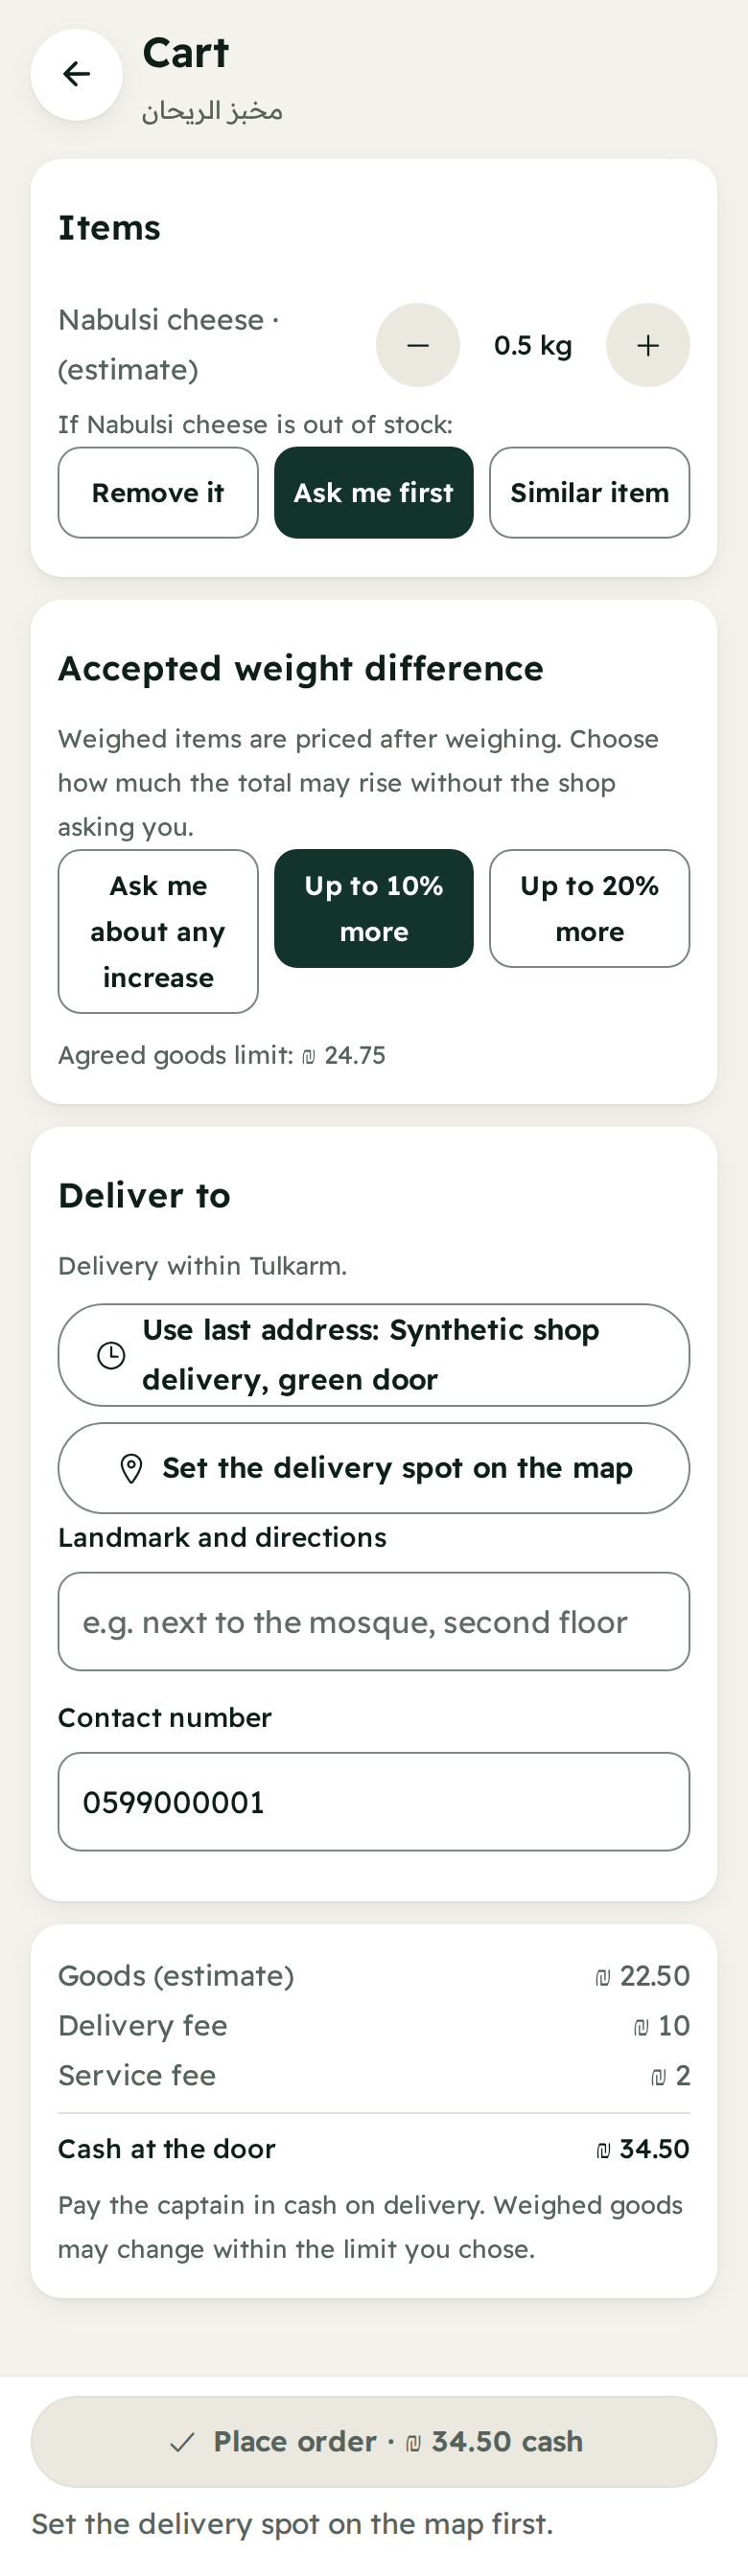 Cart
مخبز الريحان
Items
Nabulsi cheese ·
(estimate)
− 0.5 kg +
If Nabulsi cheese is out of stock:
Remove it
Ask me first
Similar item
Accepted weight difference
Weighed items are priced after weighing. Choose
how much the total may rise without the shop
asking you.
Ask me
about any
increase
Up to 10%
more
Up to 20%
more
Agreed goods limit: ₪ 24.75
Deliver to
Delivery within Tulkarm.
Use last address: Synthetic shop
delivery, green door
Set the delivery spot on the map
Landmark and directions
e.g. next to the mosque, second floor
Contact number
0599000001
Goods (estimate) ₪ 22.50
Delivery fee ₪ 10
Service fee ₪ 2
Cash at the door ₪ 34.50
Pay the captain in cash on delivery. Weighed goods
may change within the limit you chose.
Place order · ₪ 34.50 cash
Set the delivery spot on the map first.